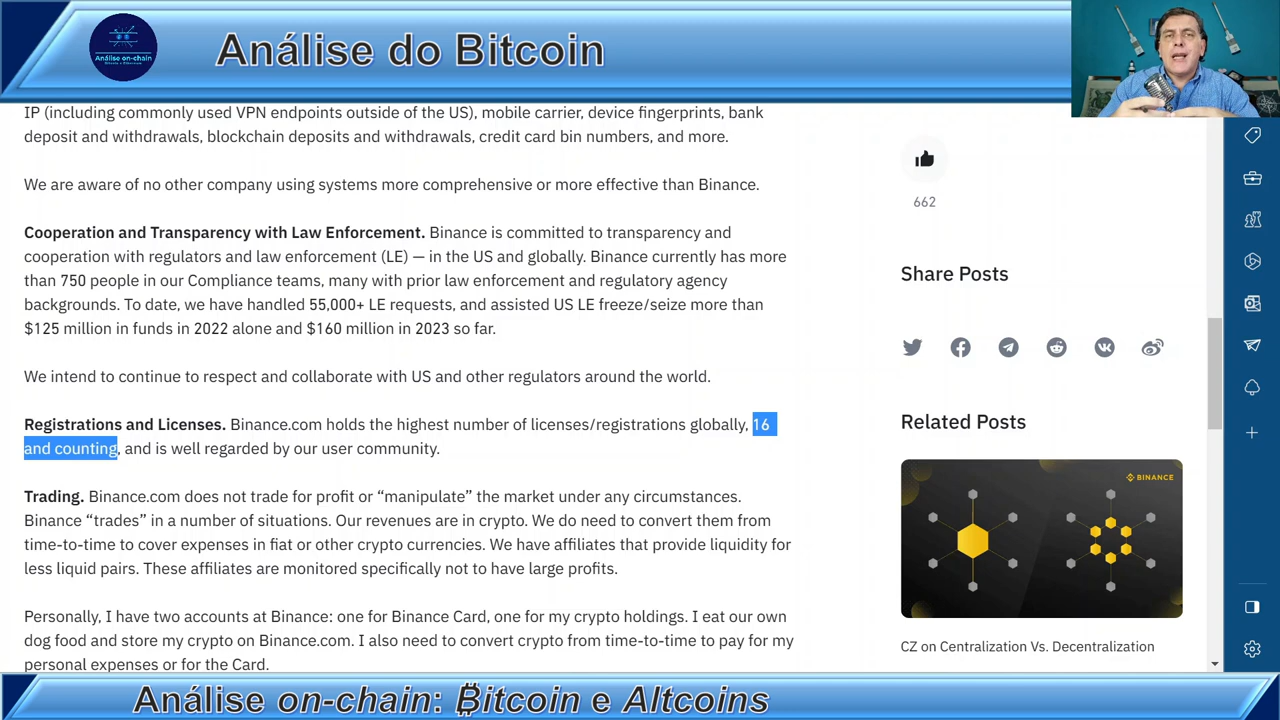 Análise do Bitcoin
Análise on-chain
Bitcoin e Ethereum
IP (including commonly used VPN endpoints outside of the US), mobile carrier, device fingerprints, bank
deposit and withdrawals, blockchain deposits and withdrawals, credit card bin numbers, and more.
We are aware of no other company using systems more comprehensive or more effective than Binance.
Cooperation and Transparency with Law Enforcement. Binance is committed to transparency and
cooperation with regulators and law enforcement (LE) — in the US and globally. Binance currently has more
than 750 people in our Compliance teams, many with prior law enforcement and regulatory agency
backgrounds. To date, we have handled 55,000+ LE requests, and assisted US LE freeze/seize more than
$125 million in funds in 2022 alone and $160 million in 2023 so far.
We intend to continue to respect and collaborate with US and other regulators around the world.
Registrations and Licenses. Binance.com holds the highest number of licenses/registrations globally, 16
and counting, and is well regarded by our user community.
Trading. Binance.com does not trade for profit or “manipulate” the market under any circumstances.
Binance “trades” in a number of situations. Our revenues are in crypto. We do need to convert them from
time-to-time to cover expenses in fiat or other crypto currencies. We have affiliates that provide liquidity for
less liquid pairs. These affiliates are monitored specifically not to have large profits.
Personally, I have two accounts at Binance: one for Binance Card, one for my crypto holdings. I eat our own
dog food and store my crypto on Binance.com. I also need to convert crypto from time-to-time to pay for my
personal expenses or for the Card.
662
Share Posts
Related Posts
BINANCE
CZ on Centralization Vs. Decentralization
Análise on-chain: ₿itcoin e Altcoins